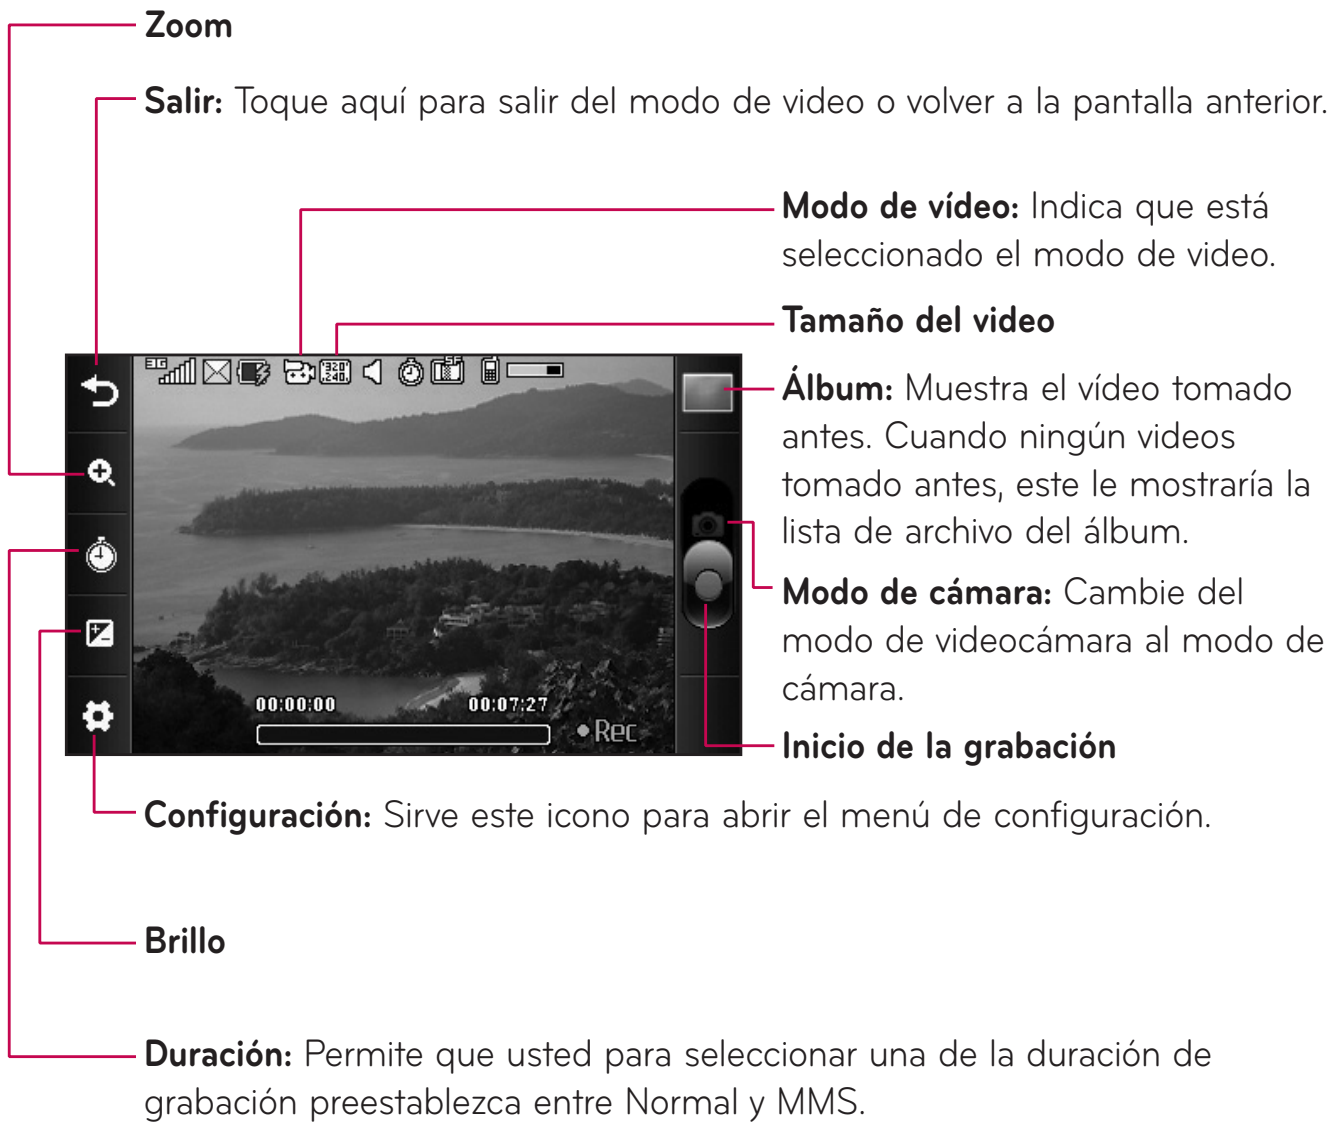 Zoom
Salir: Toque aquí para salir del modo de video o volver a la pantalla anterior.
Modo de vídeo: Indica que está
seleccionado el modo de video.
Tamaño del video
Álbum: Muestra el vídeo tomado
antes. Cuando ningún videos
tomado antes, este le mostraría la
lista de archivo del álbum.
Modo de cámara: Cambie del
modo de videocámara al modo de
cámara.
Inicio de la grabación
3G
320
240
SF
00:00:00
00:07:27
Rec
Configuración: Sirve este icono para abrir el menú de configuración.
Brillo
Duración: Permite que usted para seleccionar una de la duración de
grabación preestablezca entre Normal y MMS.